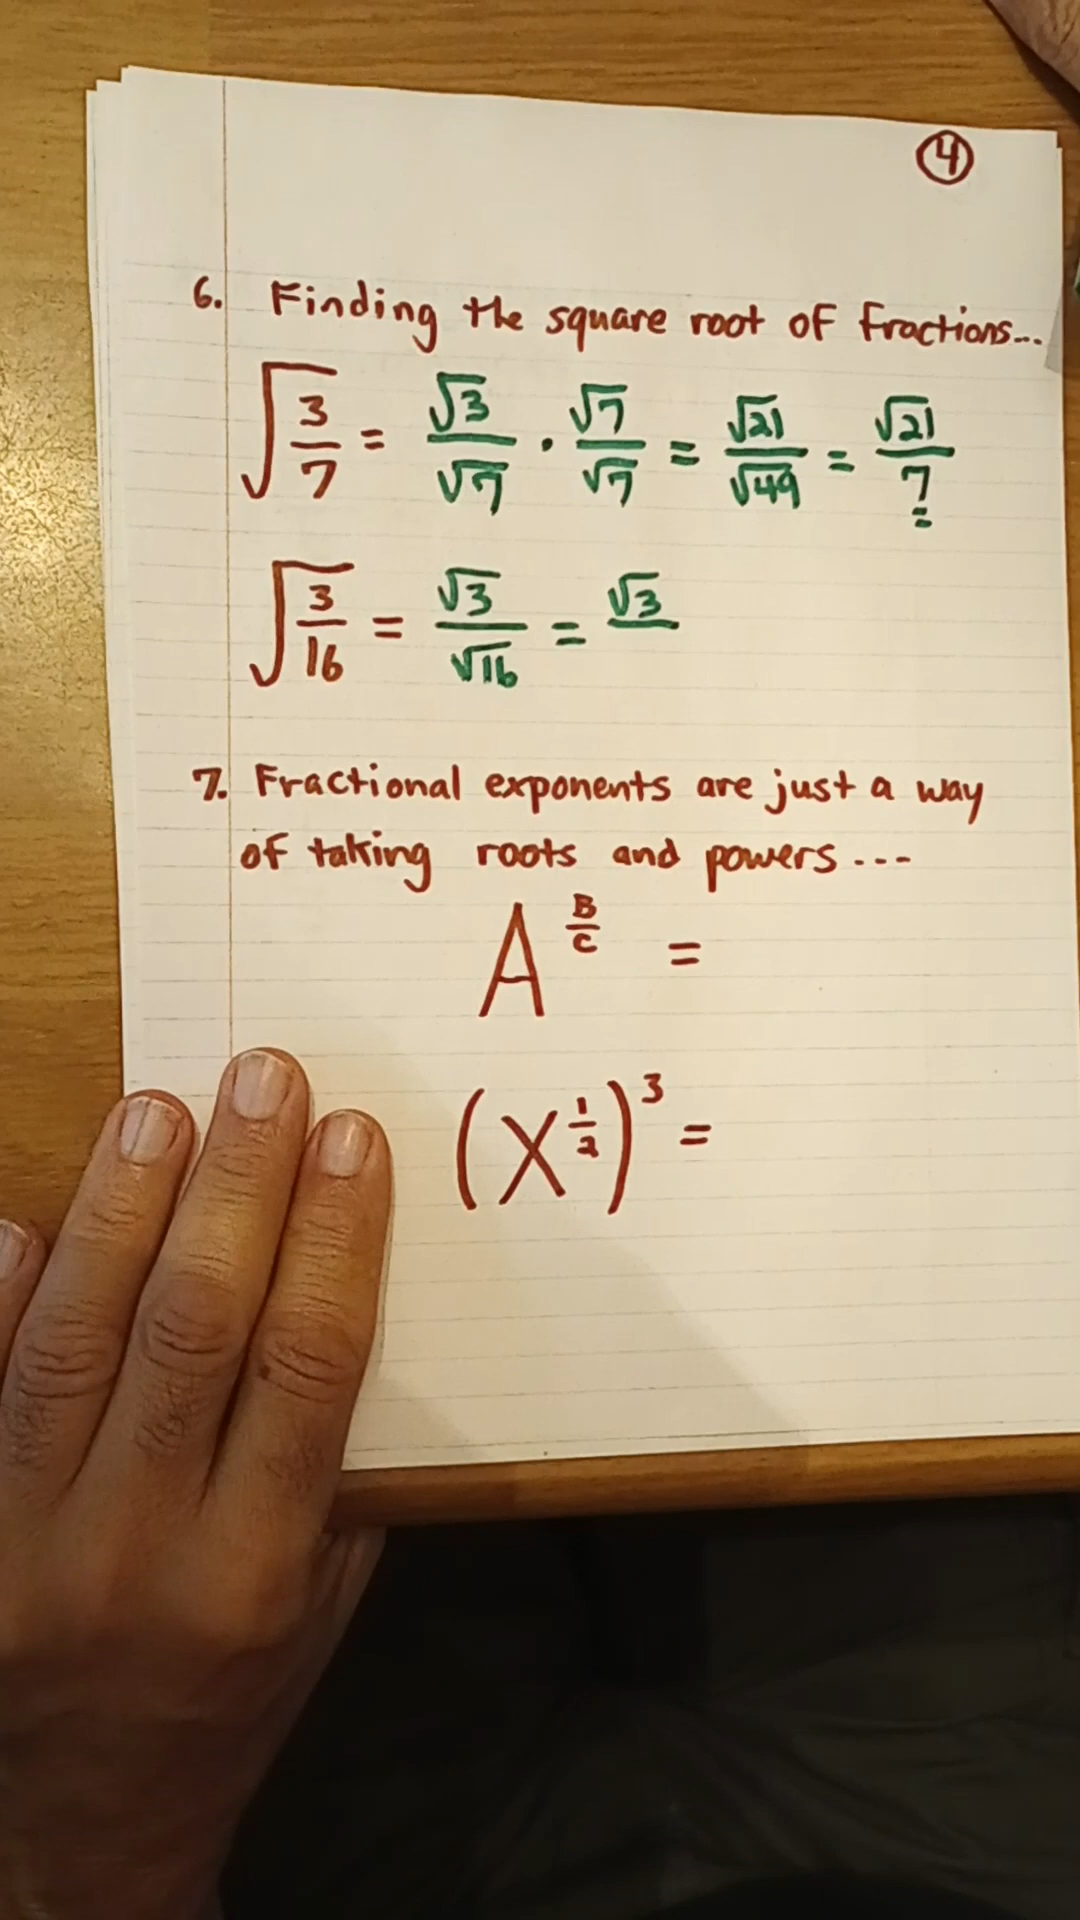 4
6. Finding the square root of fractions...
√(3/7) = √3/√7 · √7/√7 = √21/√49 = √21/7
√(3/16) = √3/√16 = √3/
7. Fractional exponents are just a way
of taking roots and powers...
A^(B/C) =
(x^(1/2))^3 =